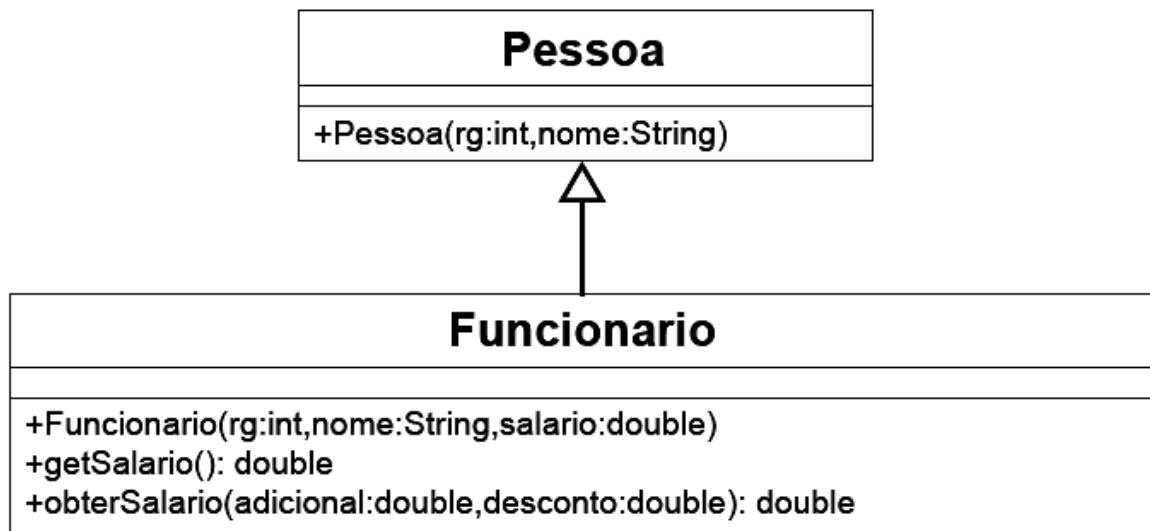 Pessoa
+Pessoa(rg:int,nome:String)
Funcionario
+Funcionario(rg:int,nome:String,salario:double)
+getSalario(): double
+obterSalario(adicional:double,desconto:double): double